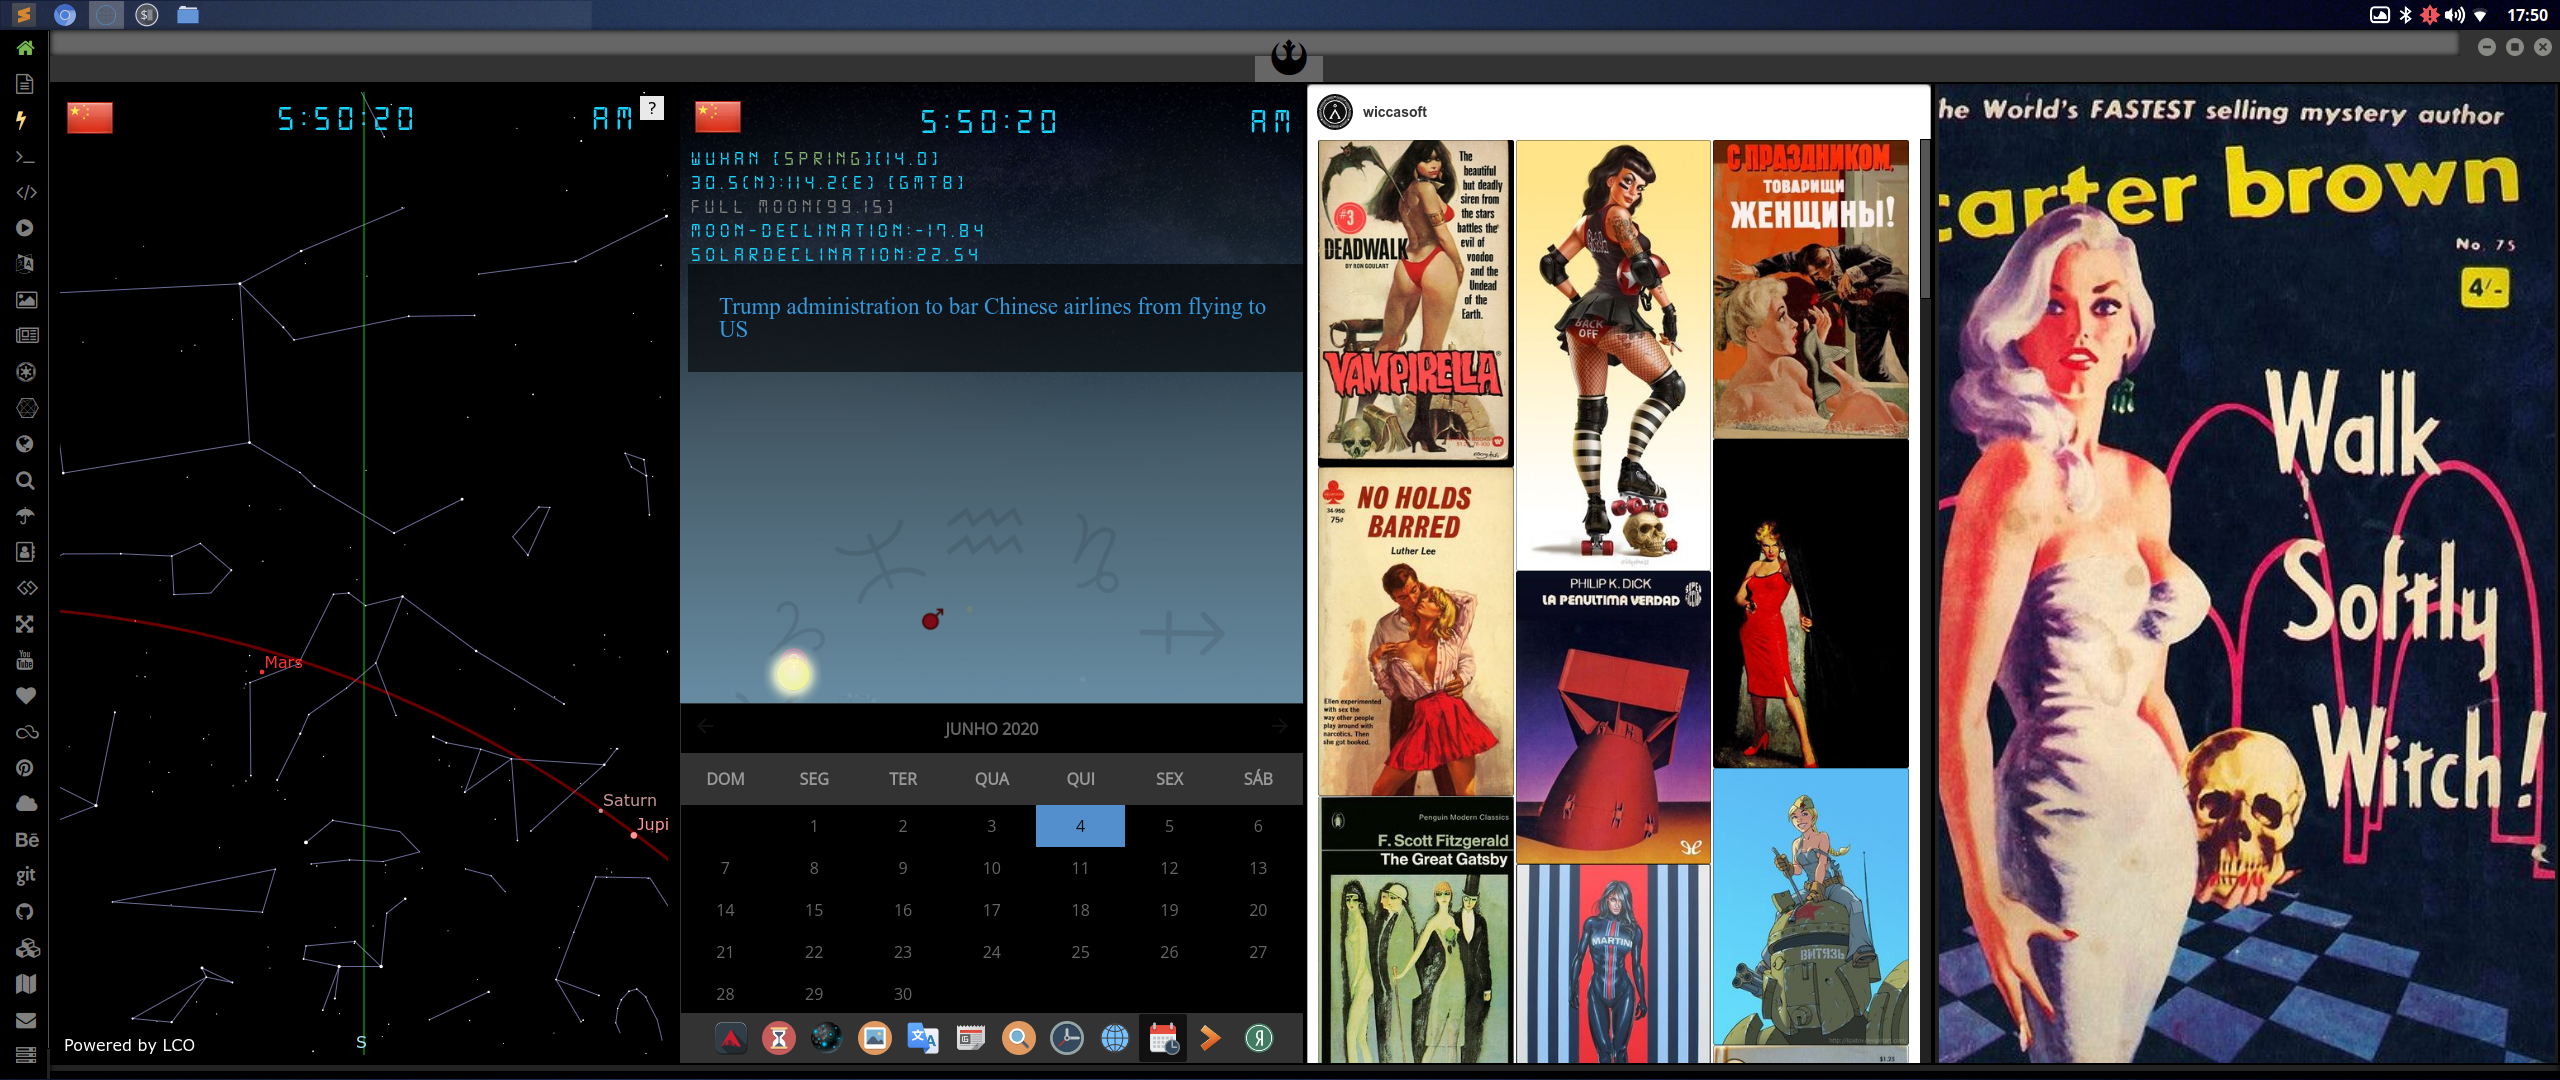 17:50
5:50:20
AM
?
Mars
Saturn
Jupi
S
Powered by LCO
You
Tube
Bē
git
5:50:20
AM
WUHAN [SPRING][14.0]
30.5(N):114.2(E) [GMT8]
FULL MOON[99.15]
MOON-DECLINATION:-17.84
SOLARDECLINATION:22.54
Trump administration to bar Chinese airlines from flying to
US
JUNHO 2020
DOM SEG TER QUA QUI SEX SÁB
1 2 3 4 5 6
7 8 9 10 11 12 13
14 15 16 17 18 19 20
21 22 23 24 25 26 27
28 29 30
wiccasoft
The
beautiful
but deadly
siren from
the stars
battles the
evil of
voodoo
and the
Undead
of the
Earth.
#3
DEADWALK
BY RON GOULART
VAMPIRELLA
BACK
OFF
С ПРАЗДНИКОМ,
ТОВАРИЩИ
ЖЕНЩИНЫ!
34-950
75¢
NO HOLDS
BARRED
Luther Lee
Ellen experimented
with sex the
way other people
play around with
narcotics. Then
she got hooked.
PHILIP K. DICK
LA PENULTIMA VERDAD
Penguin Modern Classics
F. Scott Fitzgerald
The Great Gatsby
MARTINI
ВИТЯЗЬ
$1.25
he World's FASTEST selling mystery author
carter brown
No. 75
4/-
Walk
Softly
Witch!